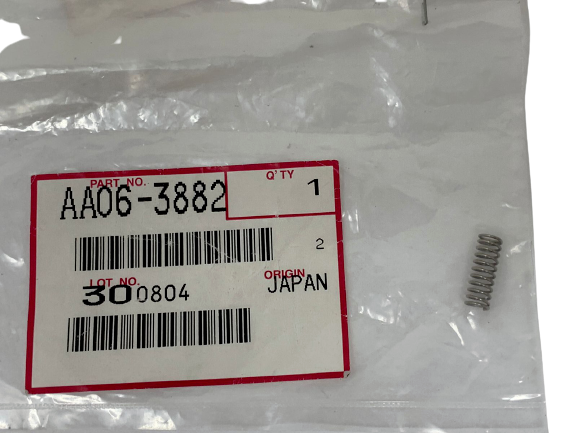 PART NO.
AA06-3882
Q'TY
1
2
LOT NO.
300804
ORIGIN
JAPAN